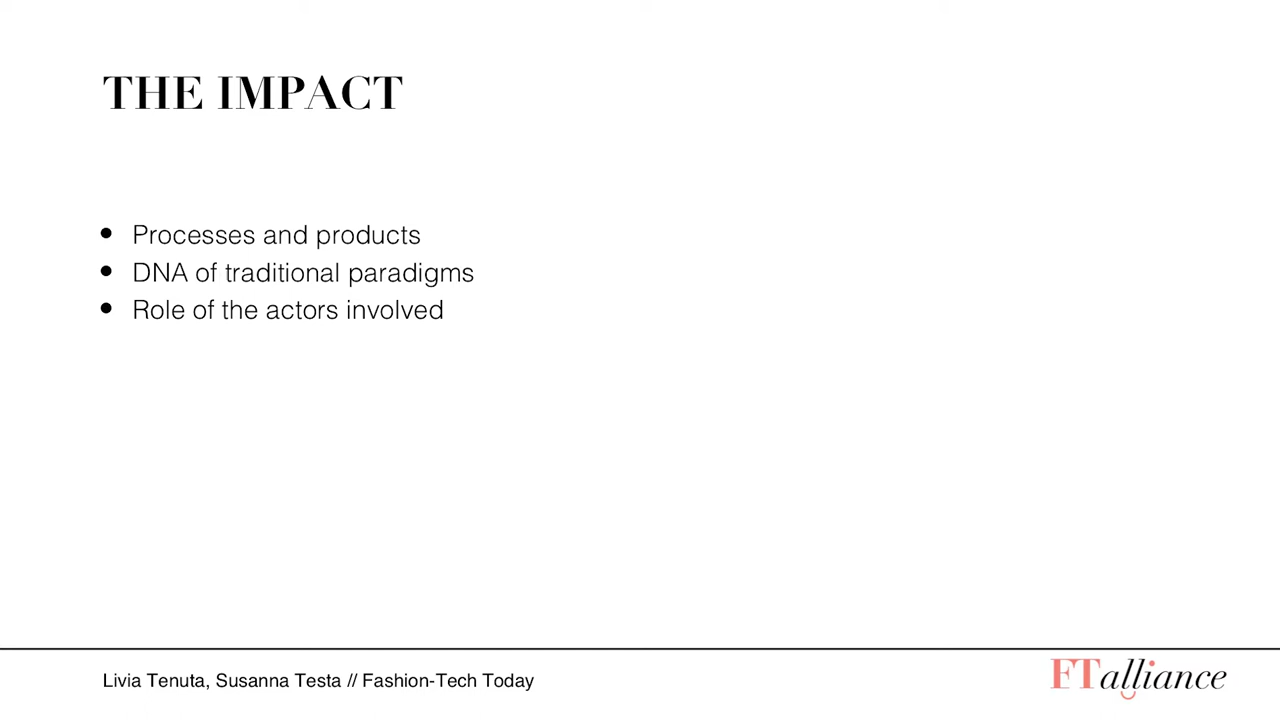 THE IMPACT
• Processes and products
• DNA of traditional paradigms
• Role of the actors involved
Livia Tenuta, Susanna Testa // Fashion-Tech Today
FTalliance